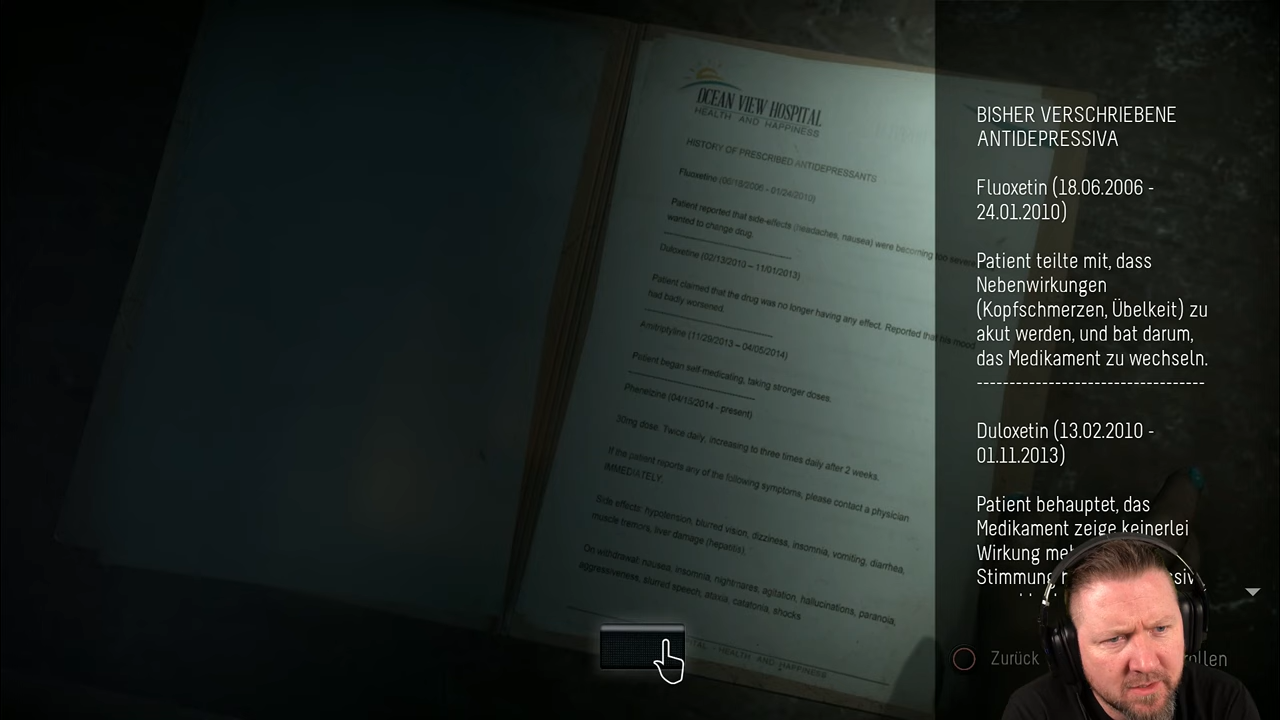 OCEAN VIEW HOSPITAL
HEALTH AND HAPPINESS
HISTORY OF PRESCRIBED ANTIDEPRESSANTS
Fluoxetine (06/18/2006 - 01/24/2010)
Patient reported that side-effects (headaches, nausea) were becoming too severe
wanted to change drug.
Duloxetine (02/13/2010 – 11/01/2013)
Patient claimed that the drug was no longer having any effect. Reported that his mood
had badly worsened.
Amitriptyline (11/29/2013 – 04/05/2014)
Patient began self-medicating, taking stronger doses.
Phenelzine (04/15/2014 - present)
30mg dose. Twice daily, increasing to three times daily after 2 weeks.
If the patient reports any of the following symptoms, please contact a physician
IMMEDIATELY.
Side effects: hypotension, blurred vision, dizziness, insomnia, vomiting, diarrhea,
muscle tremors, liver damage (hepatitis).
On withdrawal: nausea, insomnia, nightmares, agitation, hallucinations, paranoia,
aggressiveness, slurred speech, ataxia, catatonia, shocks
HEALTH AND HAPPINESS
BISHER VERSCHRIEBENE
ANTIDEPRESSIVA
Fluoxetin (18.06.2006 -
24.01.2010)
Patient teilte mit, dass
Nebenwirkungen
(Kopfschmerzen, Übelkeit) zu
akut werden, und bat darum,
das Medikament zu wechseln.
----------------------------------
Duloxetin (13.02.2010 -
01.11.2013)
Patient behauptet, das
Medikament zeige keinerlei
Wirkung
Stimmung
Zurück